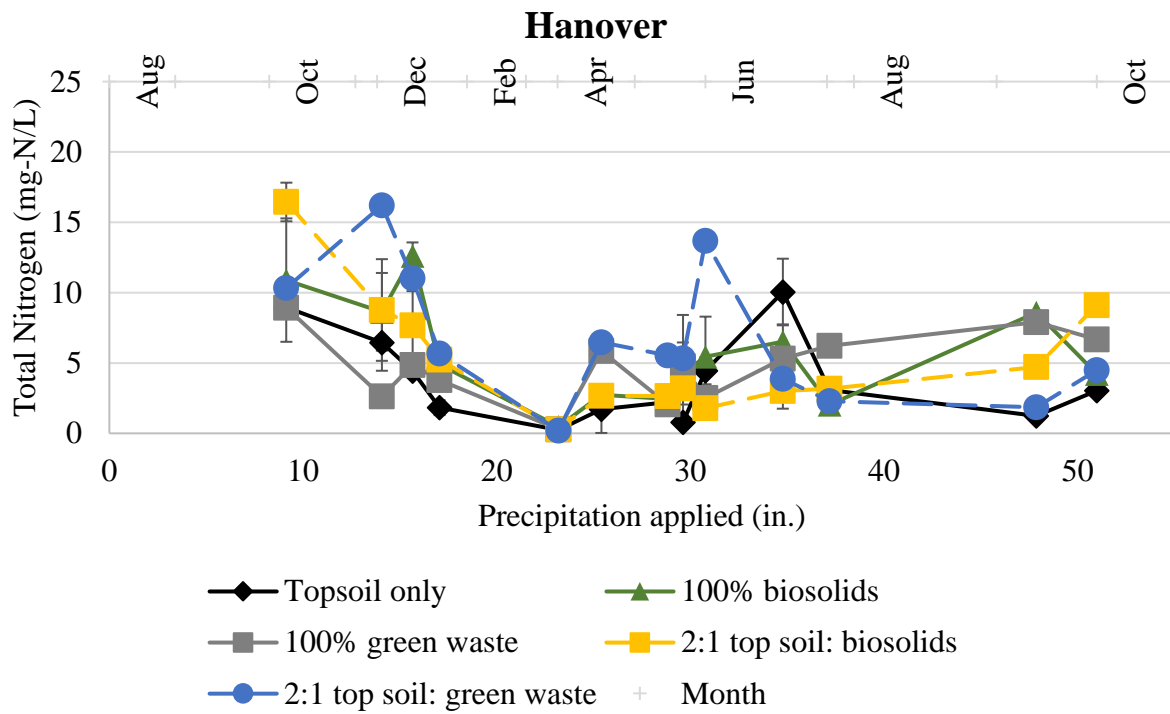 Hanover
Aug Oct Dec Feb Apr Jun Aug Oct
25
20
15
10
5
0
Total Nitrogen (mg-N/L)
0 10 20 30 40 50
Precipitation applied (in.)
Topsoil only 100% biosolids
100% green waste 2:1 top soil: biosolids
2:1 top soil: green waste Month